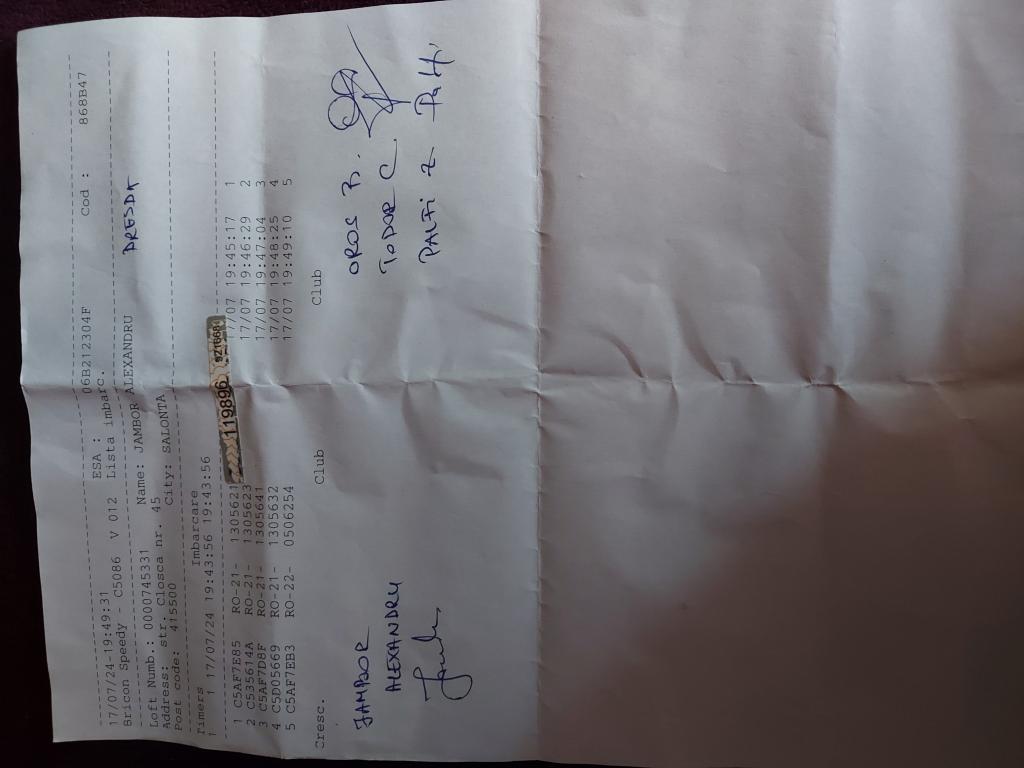 17/07/24-19:49:31 ESA : 06B212304F Cod : 868B47
Bricon Speedy - C5086 V 012 Lista imbarc.
Loft Numb.: 0000745331 Name: JAMBOR ALEXANDRU DRESDA
Address: str. Closca nr. 45
Post code: 415500 City: SALONTA
Timers Imbarcare
1 1 17/07/24 19:43:56 19:43:56
119896 SZ1668
1 C5AF7E85 RO-21- 1305621 17/07 19:45:17 1
2 C535614A RO-21- 1305623 17/07 19:46:29 2
3 C5AF7D8F RO-21- 1305641 17/07 19:47:04 3
4 C5D05669 RO-21- 1305632 17/07 19:48:25 4
5 C5AF7EB3 RO-22- 0506254 17/07 19:49:10 5
Cresc. Club Club
JAMBOR
ALEXANDRU
OROS B.
TODOR C.
PALFI Z